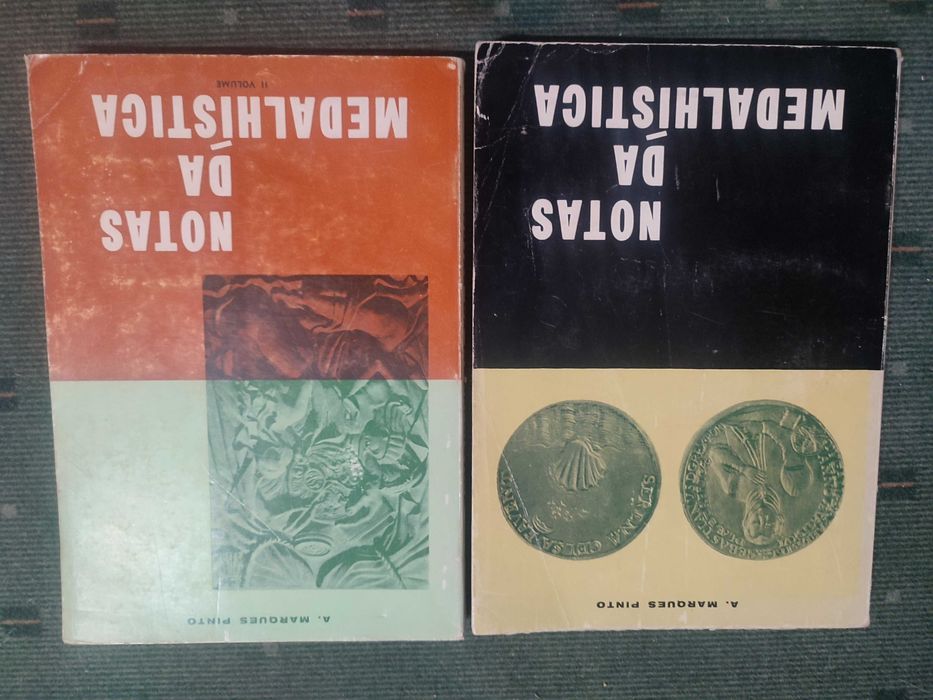 A. MARQUES PINTO
NOTAS
DA
MEDALHÍSTICA
II VOLUME
A. MARQUES PINTO
NOTAS
DA
MEDALHÍSTICA